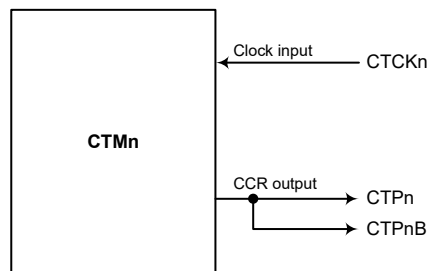 Clock input
CTCKn
CTMn
CCR output
CTPn
CTPnB